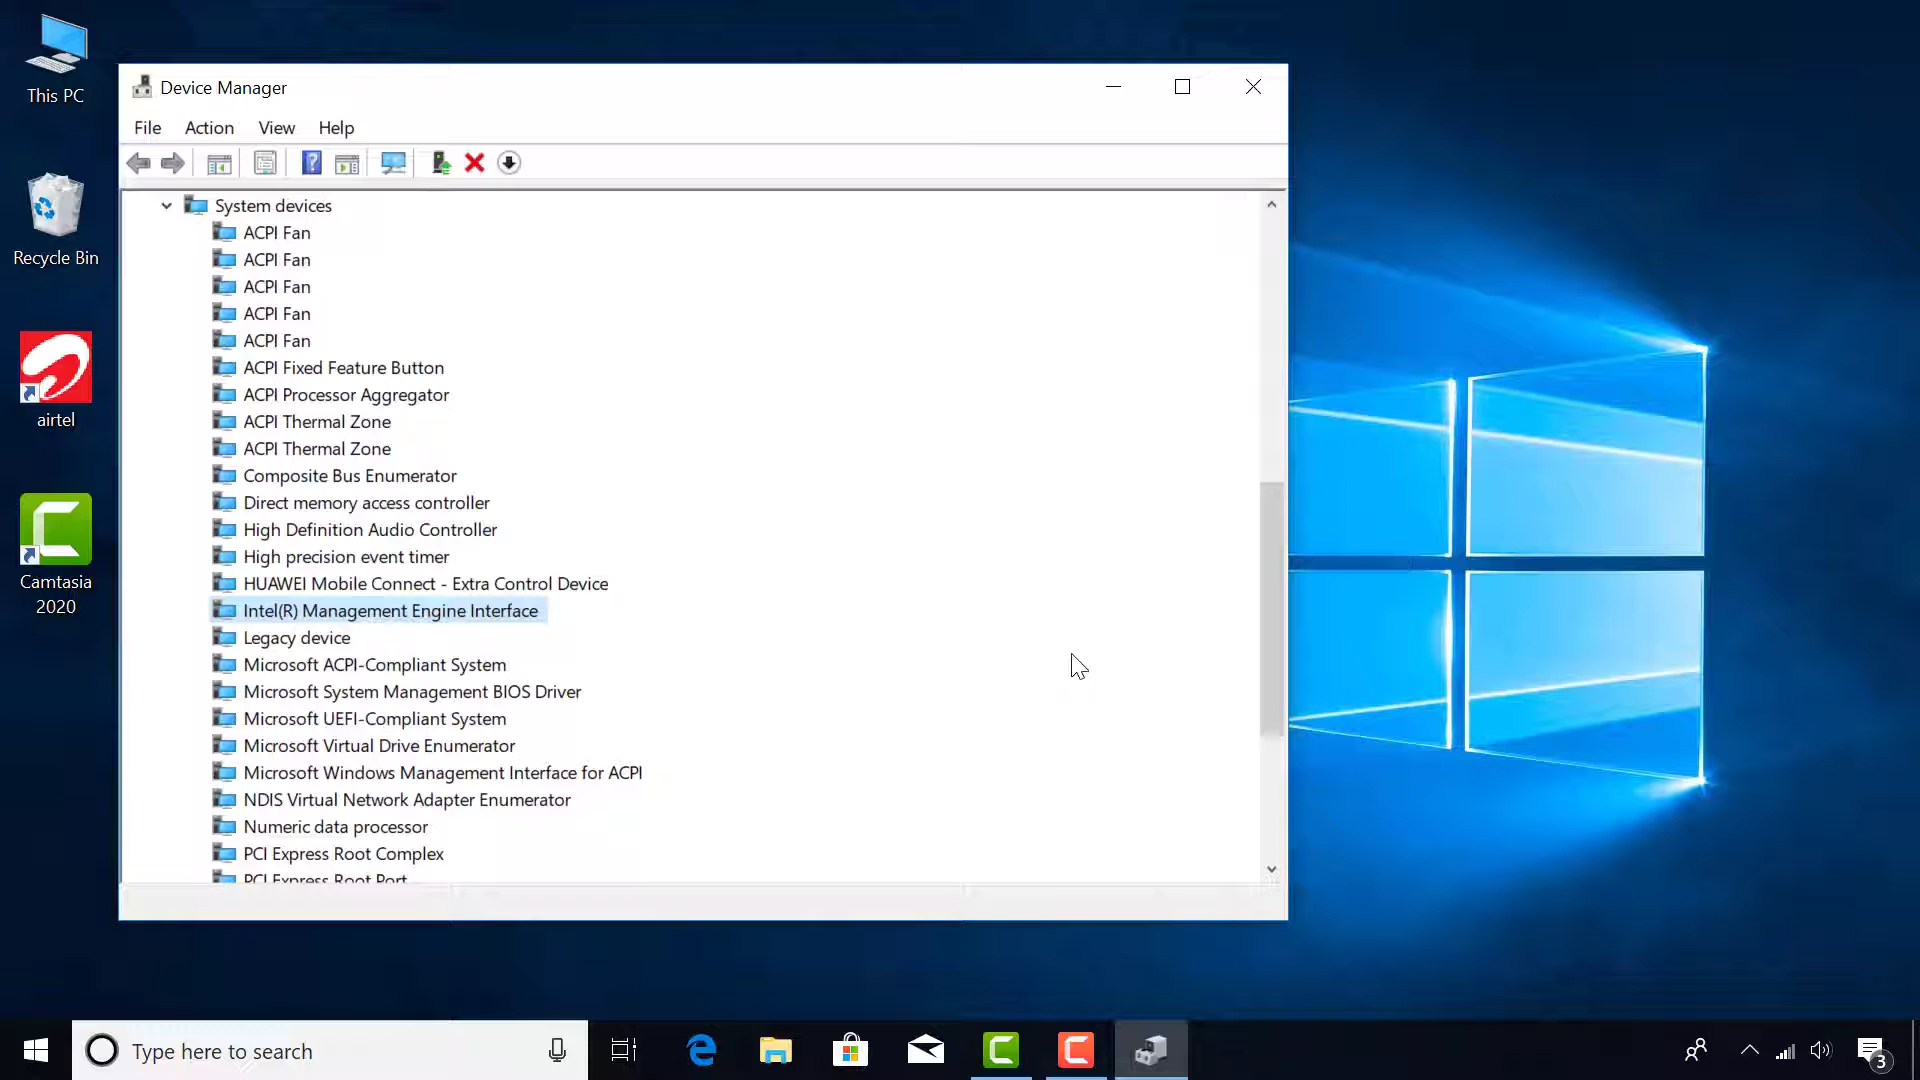 This PC
Recycle Bin
airtel
Camtasia
2020
Device Manager
File Action View Help
System devices
ACPI Fan
ACPI Fan
ACPI Fan
ACPI Fan
ACPI Fan
ACPI Fixed Feature Button
ACPI Processor Aggregator
ACPI Thermal Zone
ACPI Thermal Zone
Composite Bus Enumerator
Direct memory access controller
High Definition Audio Controller
High precision event timer
HUAWEI Mobile Connect - Extra Control Device
Intel(R) Management Engine Interface
Legacy device
Microsoft ACPI-Compliant System
Microsoft System Management BIOS Driver
Microsoft UEFI-Compliant System
Microsoft Virtual Drive Enumerator
Microsoft Windows Management Interface for ACPI
NDIS Virtual Network Adapter Enumerator
Numeric data processor
PCI Express Root Complex
PCI Express Root Port
Type here to search
3